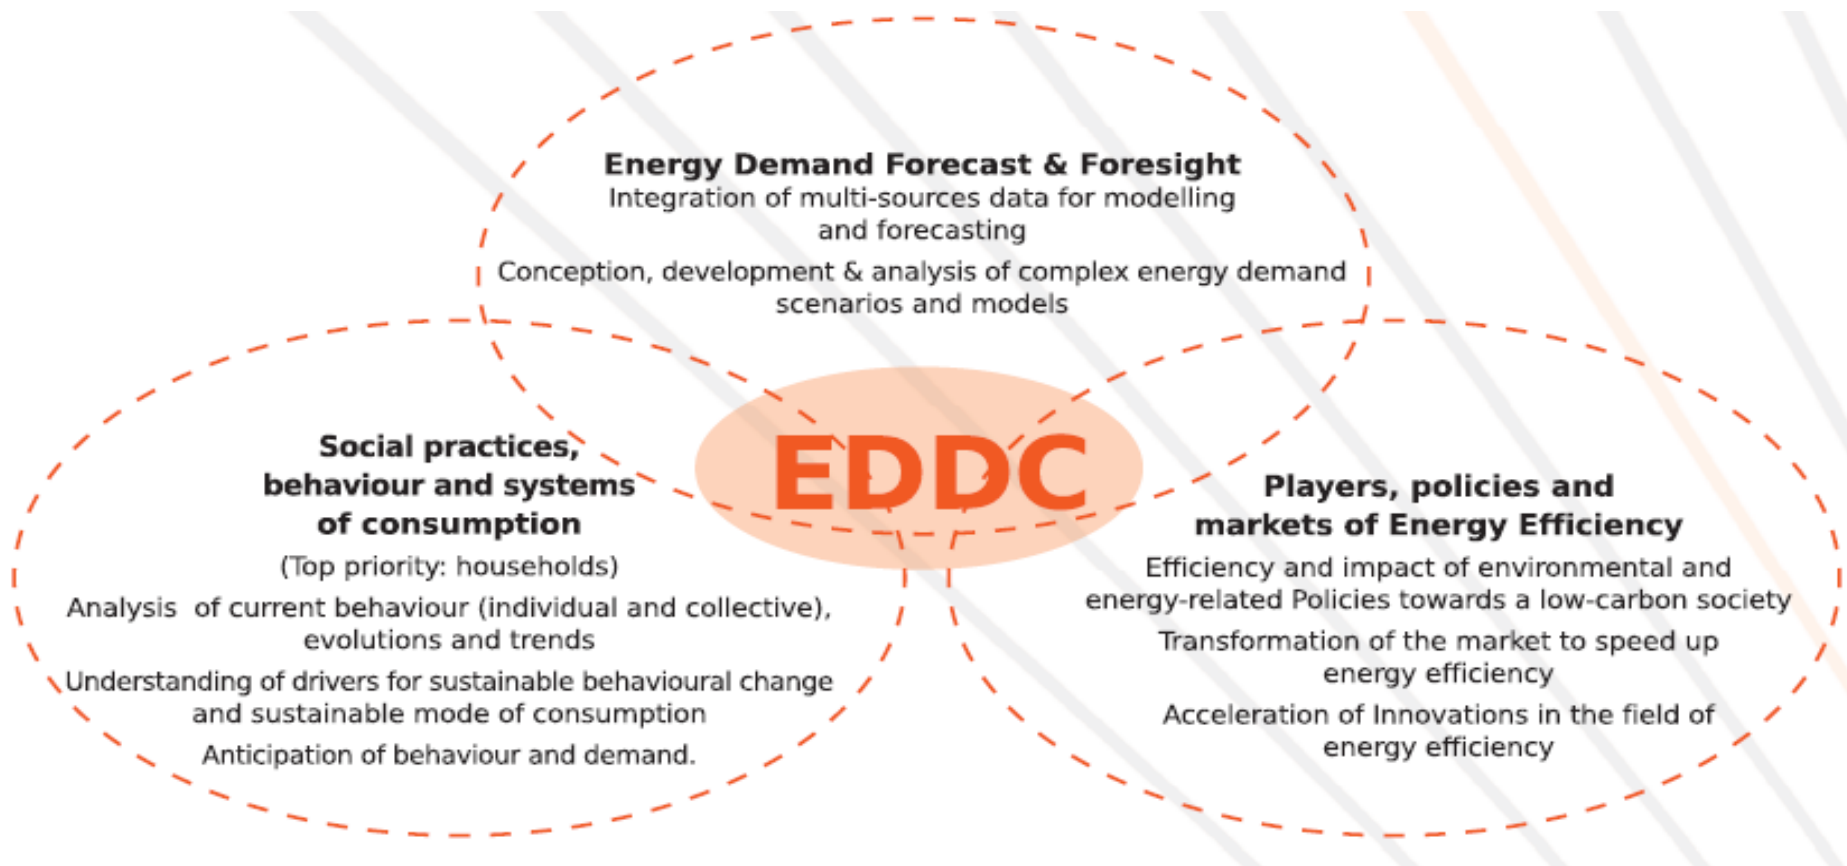 Energy Demand Forecast & Foresight
Integration of multi-sources data for modelling
and forecasting
Conception, development & analysis of complex energy demand
scenarios and models
EDDC
Social practices,
behaviour and systems
of consumption
(Top priority: households)
Analysis of current behaviour (individual and collective),
evolutions and trends
Understanding of drivers for sustainable behavioural change
and sustainable mode of consumption
Anticipation of behaviour and demand.
Players, policies and
markets of Energy Efficiency
Efficiency and impact of environmental and
energy-related Policies towards a low-carbon society
Transformation of the market to speed up
energy efficiency
Acceleration of Innovations in the field of
energy efficiency